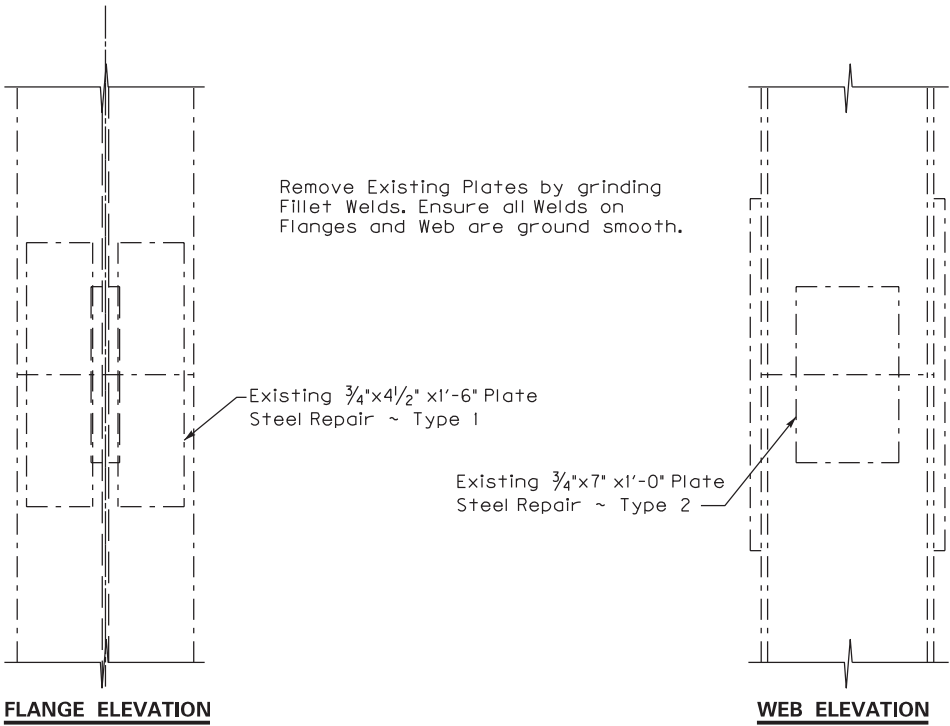 Remove Existing Plates by grinding
Fillet Welds. Ensure all Welds on
Flanges and Web are ground smooth.
Existing ¾"x4½" x1'-6" Plate
Steel Repair ~ Type 1
Existing ¾"x7" x1'-0" Plate
Steel Repair ~ Type 2
FLANGE ELEVATION
WEB ELEVATION